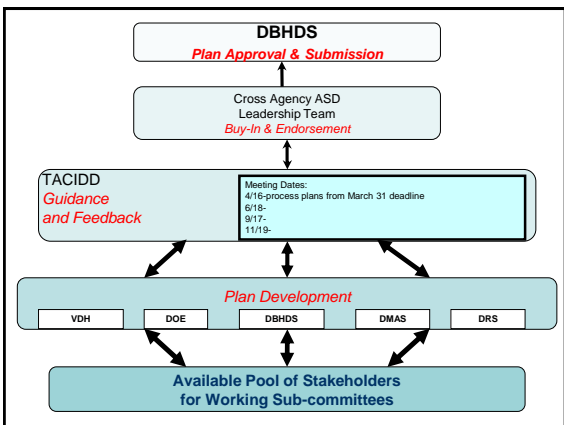 DBHDS
Plan Approval & Submission
Cross Agency ASD
Leadership Team
Buy-In & Endorsement
TACIDD
Guidance
and Feedback
Meeting Dates:
4/16-process plans from March 31 deadline
6/18-
9/17-
11/19-
Plan Development
VDH
DOE
DBHDS
DMAS
DRS
Available Pool of Stakeholders
for Working Sub-committees